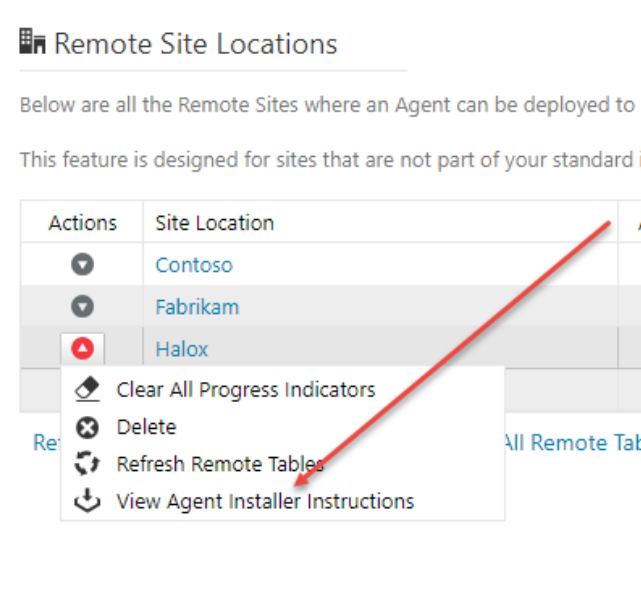 Remote Site Locations
Below are all the Remote Sites where an Agent can be deployed to
This feature is designed for sites that are not part of your standard
Actions Site Location
Contoso
Fabrikam
Halox
Clear All Progress Indicators
Delete
All Remote
Refresh Remote Tables
View Agent Installer Instructions